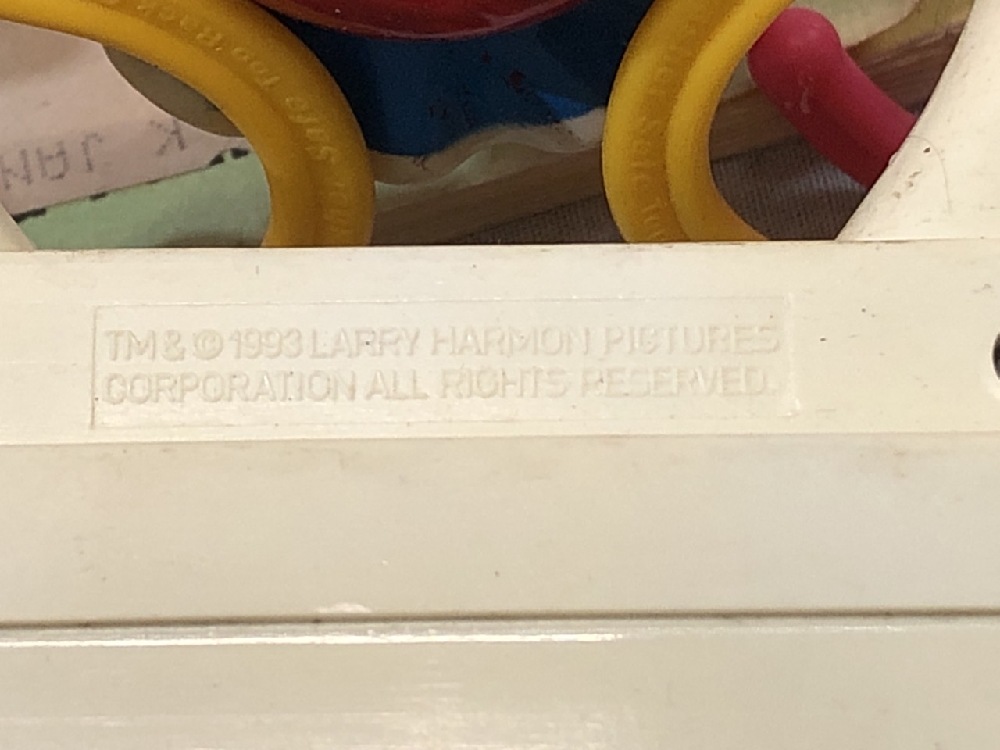 TM & © 1993 LARRY HARMON PICTURES
CORPORATION ALL RIGHTS RESERVED.